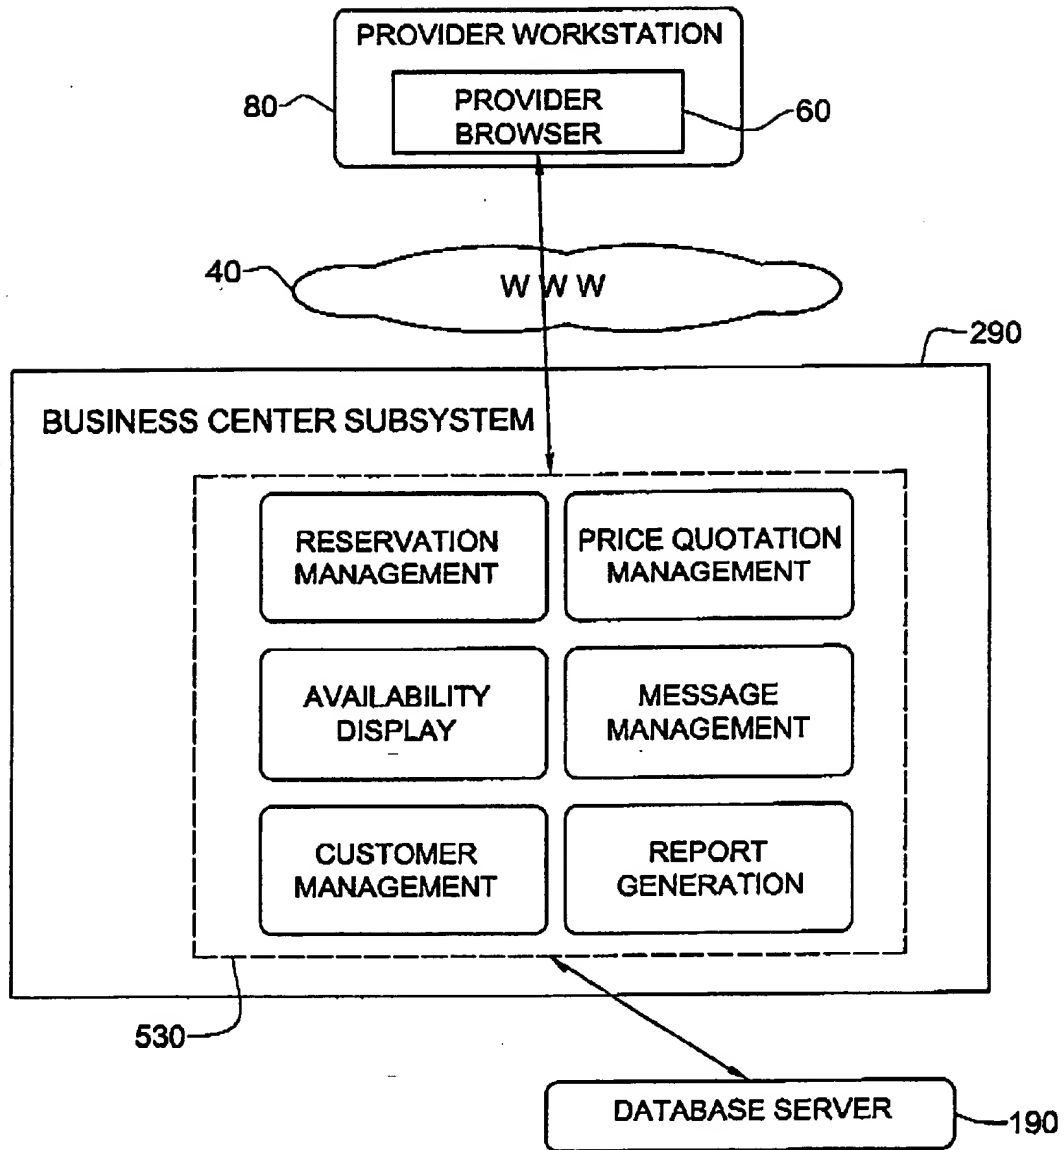 PROVIDER WORKSTATION
PROVIDER
BROWSER
80
60
40
W W W
290
BUSINESS CENTER SUBSYSTEM
RESERVATION
MANAGEMENT
PRICE QUOTATION
MANAGEMENT
AVAILABILITY
DISPLAY
MESSAGE
MANAGEMENT
CUSTOMER
MANAGEMENT
REPORT
GENERATION
530
DATABASE SERVER
190